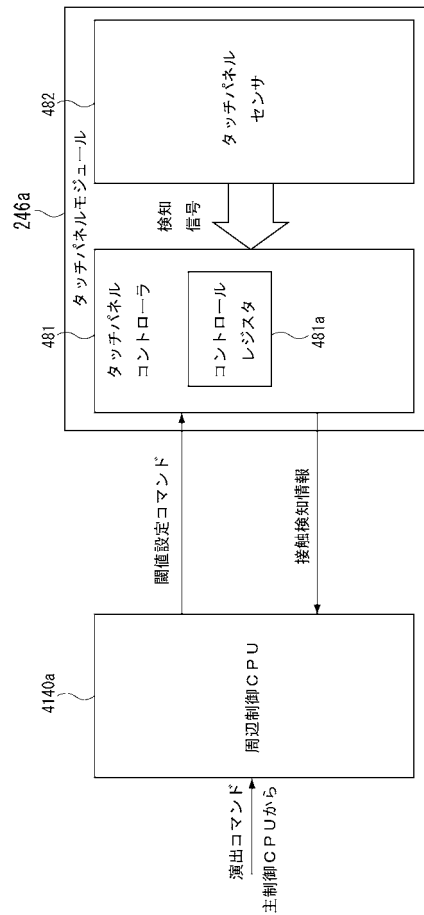 246a
タッチパネルモジュール
482
タッチパネル
センサ
検知
信号
481
タッチパネル
コントローラ
コントロール
レジスタ
481a
閾値設定コマンド
接触検知情報
4140a
周辺制御CPU
演出コマンド
主制御CPUから